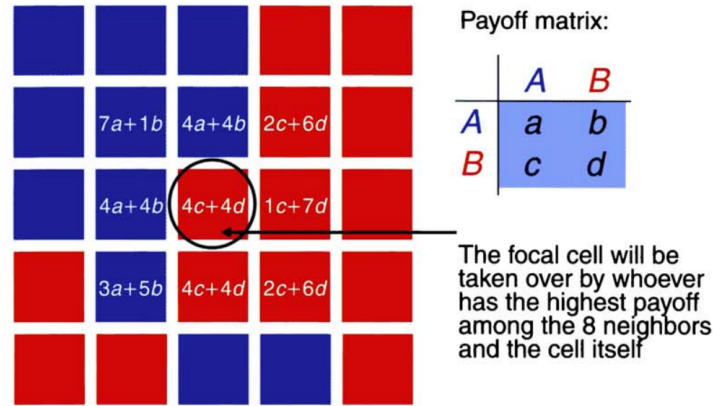 Payoff matrix:
A B
A a b
B c d
7a+1b 4a+4b 2c+6d
4a+4b 4c+4d 1c+7d
3a+5b 4c+4d 2c+6d
The focal cell will be
taken over by whoever
has the highest payoff
among the 8 neighbors
and the cell itself